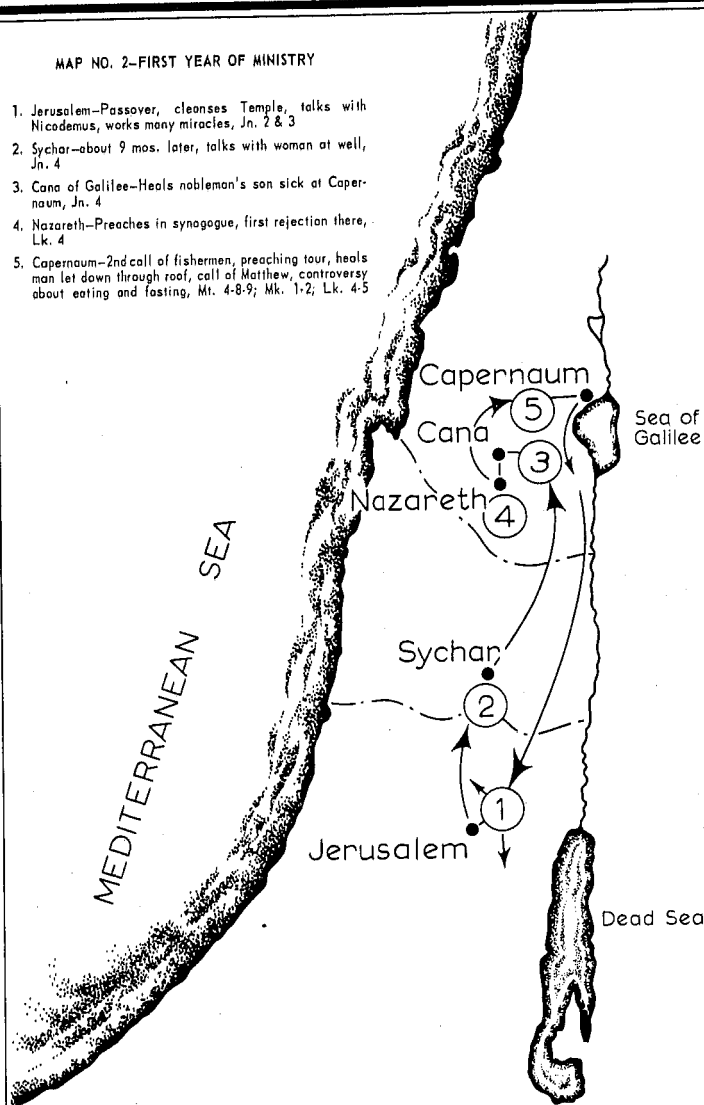 MAP NO. 2–FIRST YEAR OF MINISTRY
1. Jerusalem–Passover, cleanses Temple, talks with
Nicodemus, works many miracles, Jn. 2 & 3
2. Sychar–about 9 mos. later, talks with woman at well,
Jn. 4
3. Cana of Galilee–Heals nobleman's son sick at Caper-
naum, Jn. 4
4. Nazareth–Preaches in synagogue, first rejection there,
Lk. 4
5. Capernaum–2nd call of fishermen, preaching tour, heals
man let down through roof, call of Matthew, controversy
about eating and fasting, Mt. 4-8-9; Mk. 1-2; Lk. 4-5
Capernaum
5
Sea of
Galilee
Cana
3
Nazareth
4
MEDITERRANEAN SEA
Sychar
2
1
Jerusalem
Dead Sea